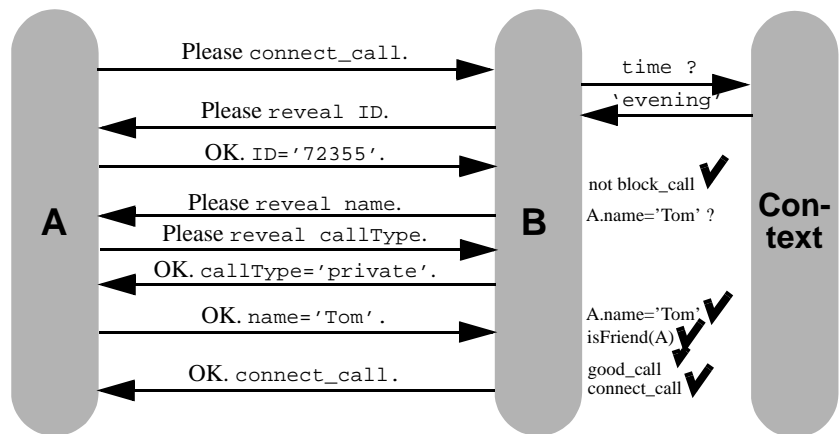 Please connect_call.
time ?
‘evening’
Please reveal ID.
OK. ID='72355'.
not block_call
Please reveal name.
A.name='Tom' ?
A
B
Con-
text
Please reveal callType.
OK. callType='private'.
OK. name='Tom'.
A.name='Tom'
isFriend(A)
good_call
OK. connect_call.
connect_call